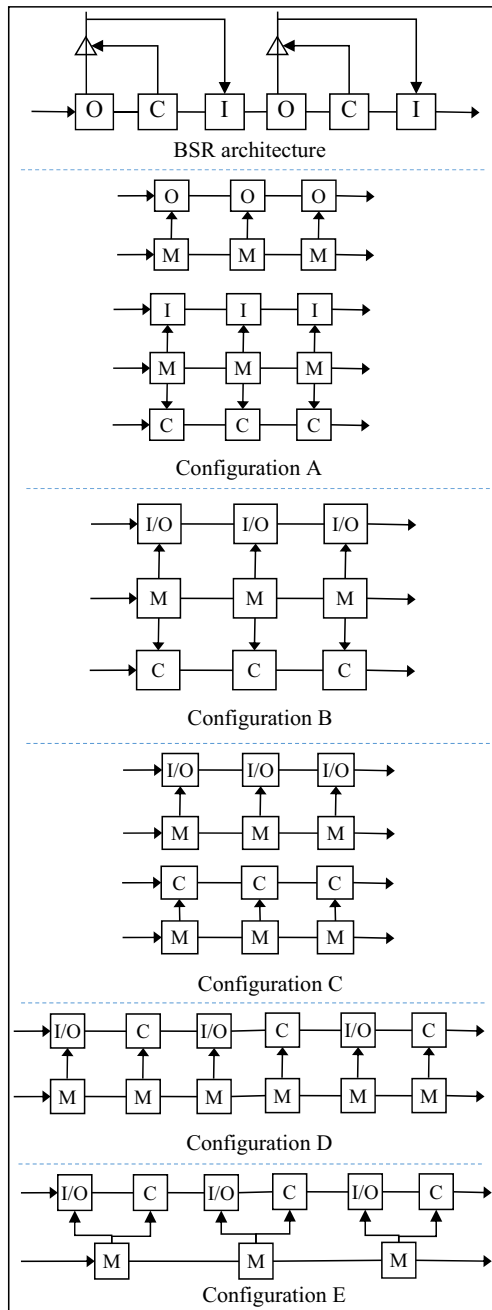 O C I O C I
BSR architecture
O O O
M M M
I I I
M M M
C C C
Configuration A
I/O I/O I/O
M M M
C C C
Configuration B
I/O I/O I/O
M M M
C C C
M M M
Configuration C
I/O C I/O C I/O C
M M M M M M
Configuration D
I/O C I/O C I/O C
M M M
Configuration E